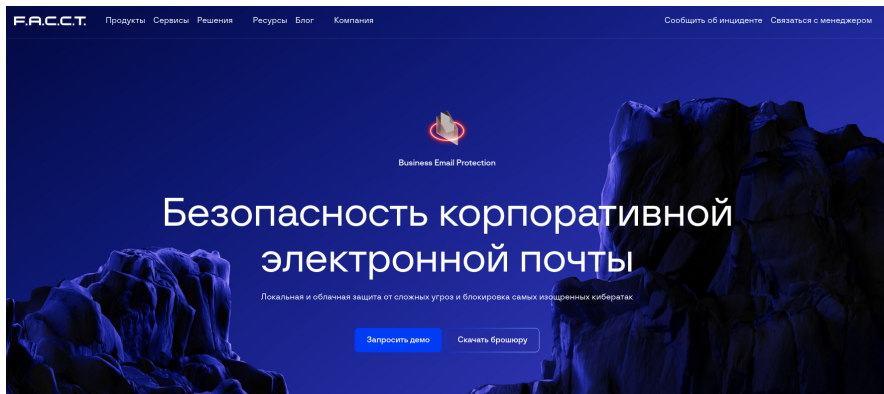 F.A.C.C.T. Продукты Сервисы Решения Ресурсы Блог Компания Сообщить об инциденте Связаться с менеджером
Business Email Protection
Безопасность корпоративной
электронной почты
Локальная и облачная защита от сложных угроз и блокировка самых изощренных кибератак
Запросить демо Скачать брошюру